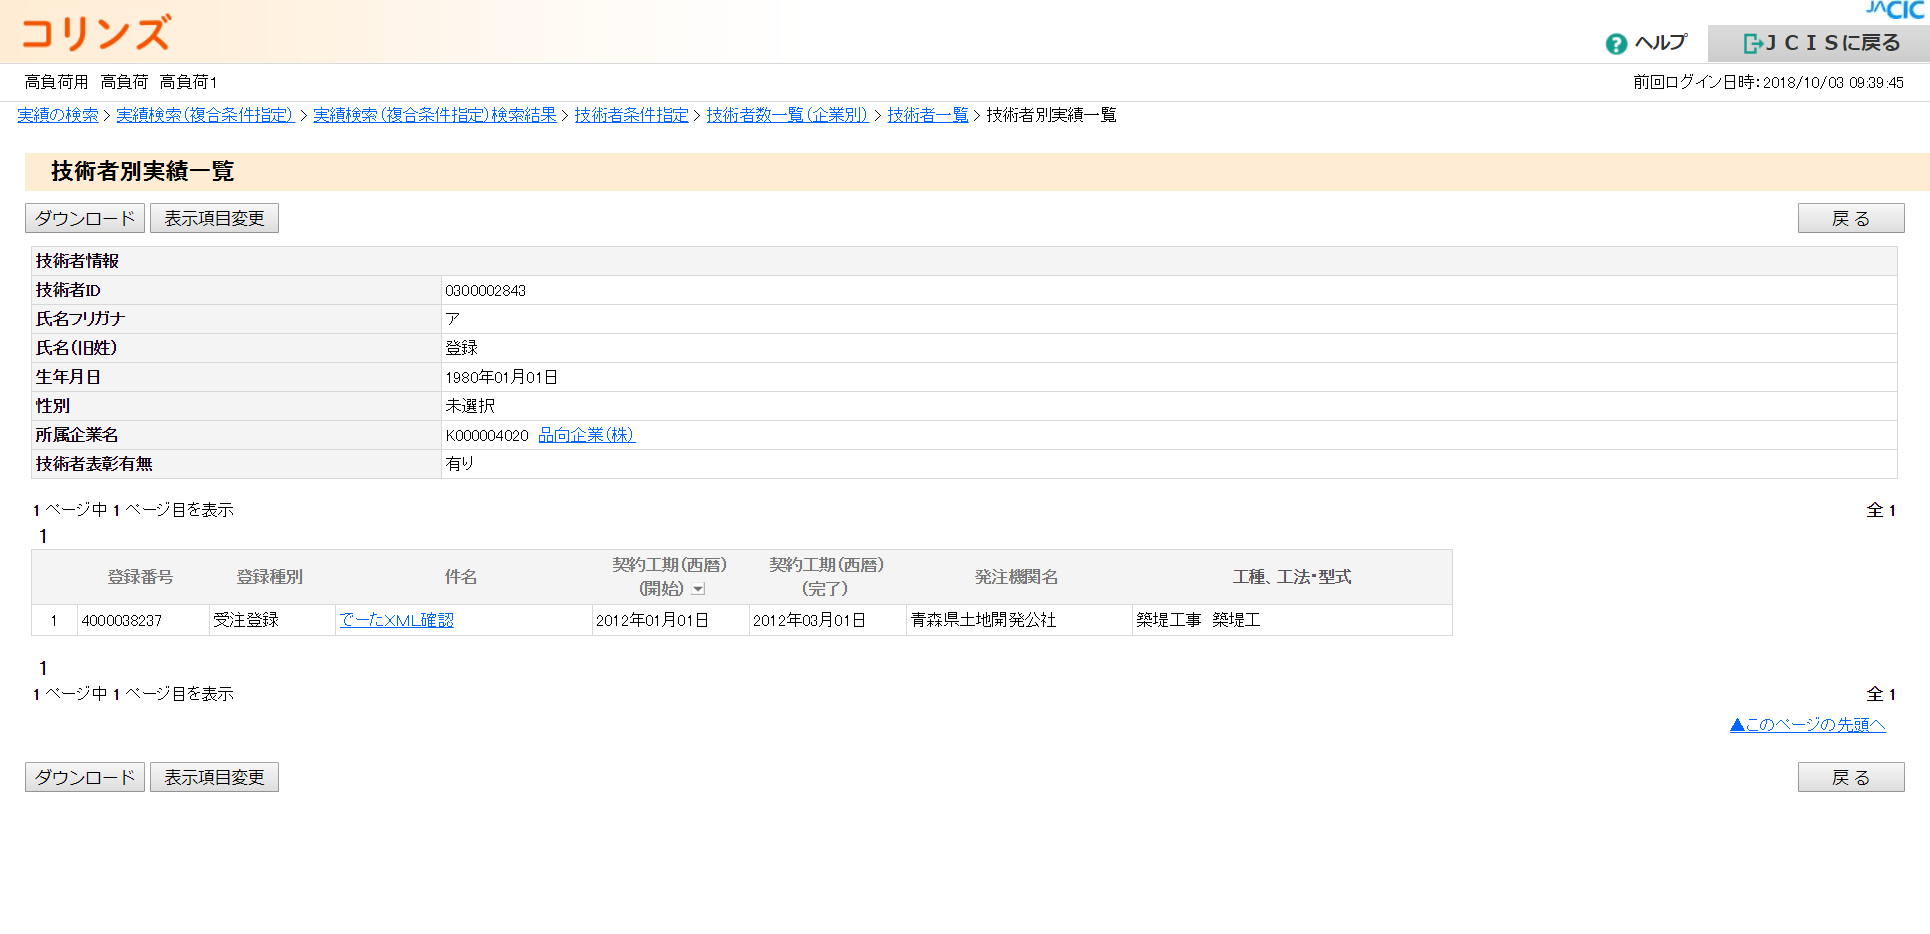 コリンズ
JACIC
ヘルプ
ＪＣＩＳに戻る
高負荷用 高負荷 高負荷1
前回ログイン日時：2018/10/03 09:39:45
実績の検索 > 実績検索（複合条件指定） > 実績検索（複合条件指定）検索結果 > 技術者条件指定 > 技術者数一覧（企業別） > 技術者一覧 > 技術者別実績一覧
技術者別実績一覧
ダウンロード 表示項目変更 戻 る
技術者情報
技術者ID 0300002843
氏名フリガナ ア
氏名（旧姓） 登録
生年月日 1980年01月01日
性別 未選択
所属企業名 K000004020 品向企業（株）
技術者表彰有無 有り
1 ページ中 1 ページ目を表示 全 1
1
登録番号 登録種別 件名 契約工期（西暦）（開始） 契約工期（西暦）（完了） 発注機関名 工種、工法・型式
1 4000038237 受注登録 でーたXML確認 2012年01月01日 2012年03月01日 青森県土地開発公社 築堤工事 築堤工
1
1 ページ中 1 ページ目を表示 全 1
▲このページの先頭へ
ダウンロード 表示項目変更 戻 る